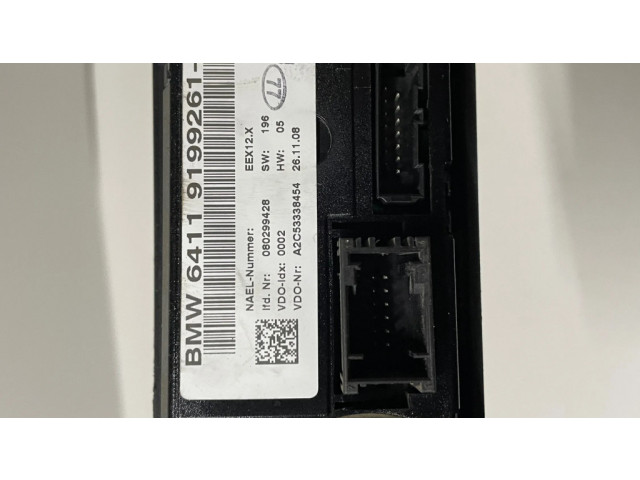 BMW 6411 9199261-
77
NAEL-Nummer: EEX12.X
lfd. Nr: 080299428 SW: 196
VDO-Idx: 0002 HW: 05
VDO-Nr: A2C53338454 26.11.08